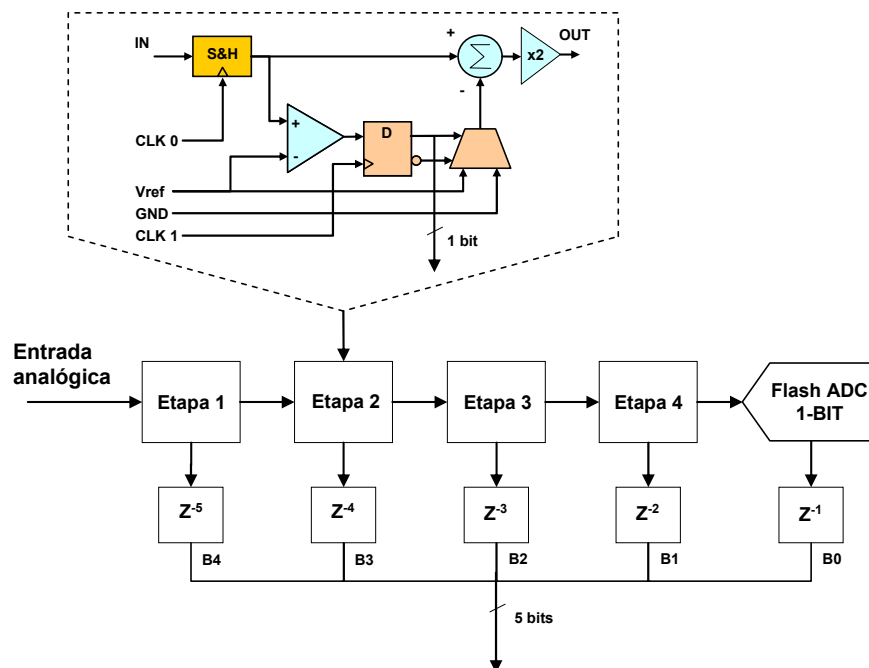 IN
S&H
+
OUT
x2
Σ
-
CLK 0
+
-
D
Vref
GND
CLK 1
1 bit
Entrada
analógica
Etapa 1
Etapa 2
Etapa 3
Etapa 4
Flash ADC
1-BIT
Z-5
Z-4
Z-3
Z-2
Z-1
B4
B3
B2
B1
B0
5 bits